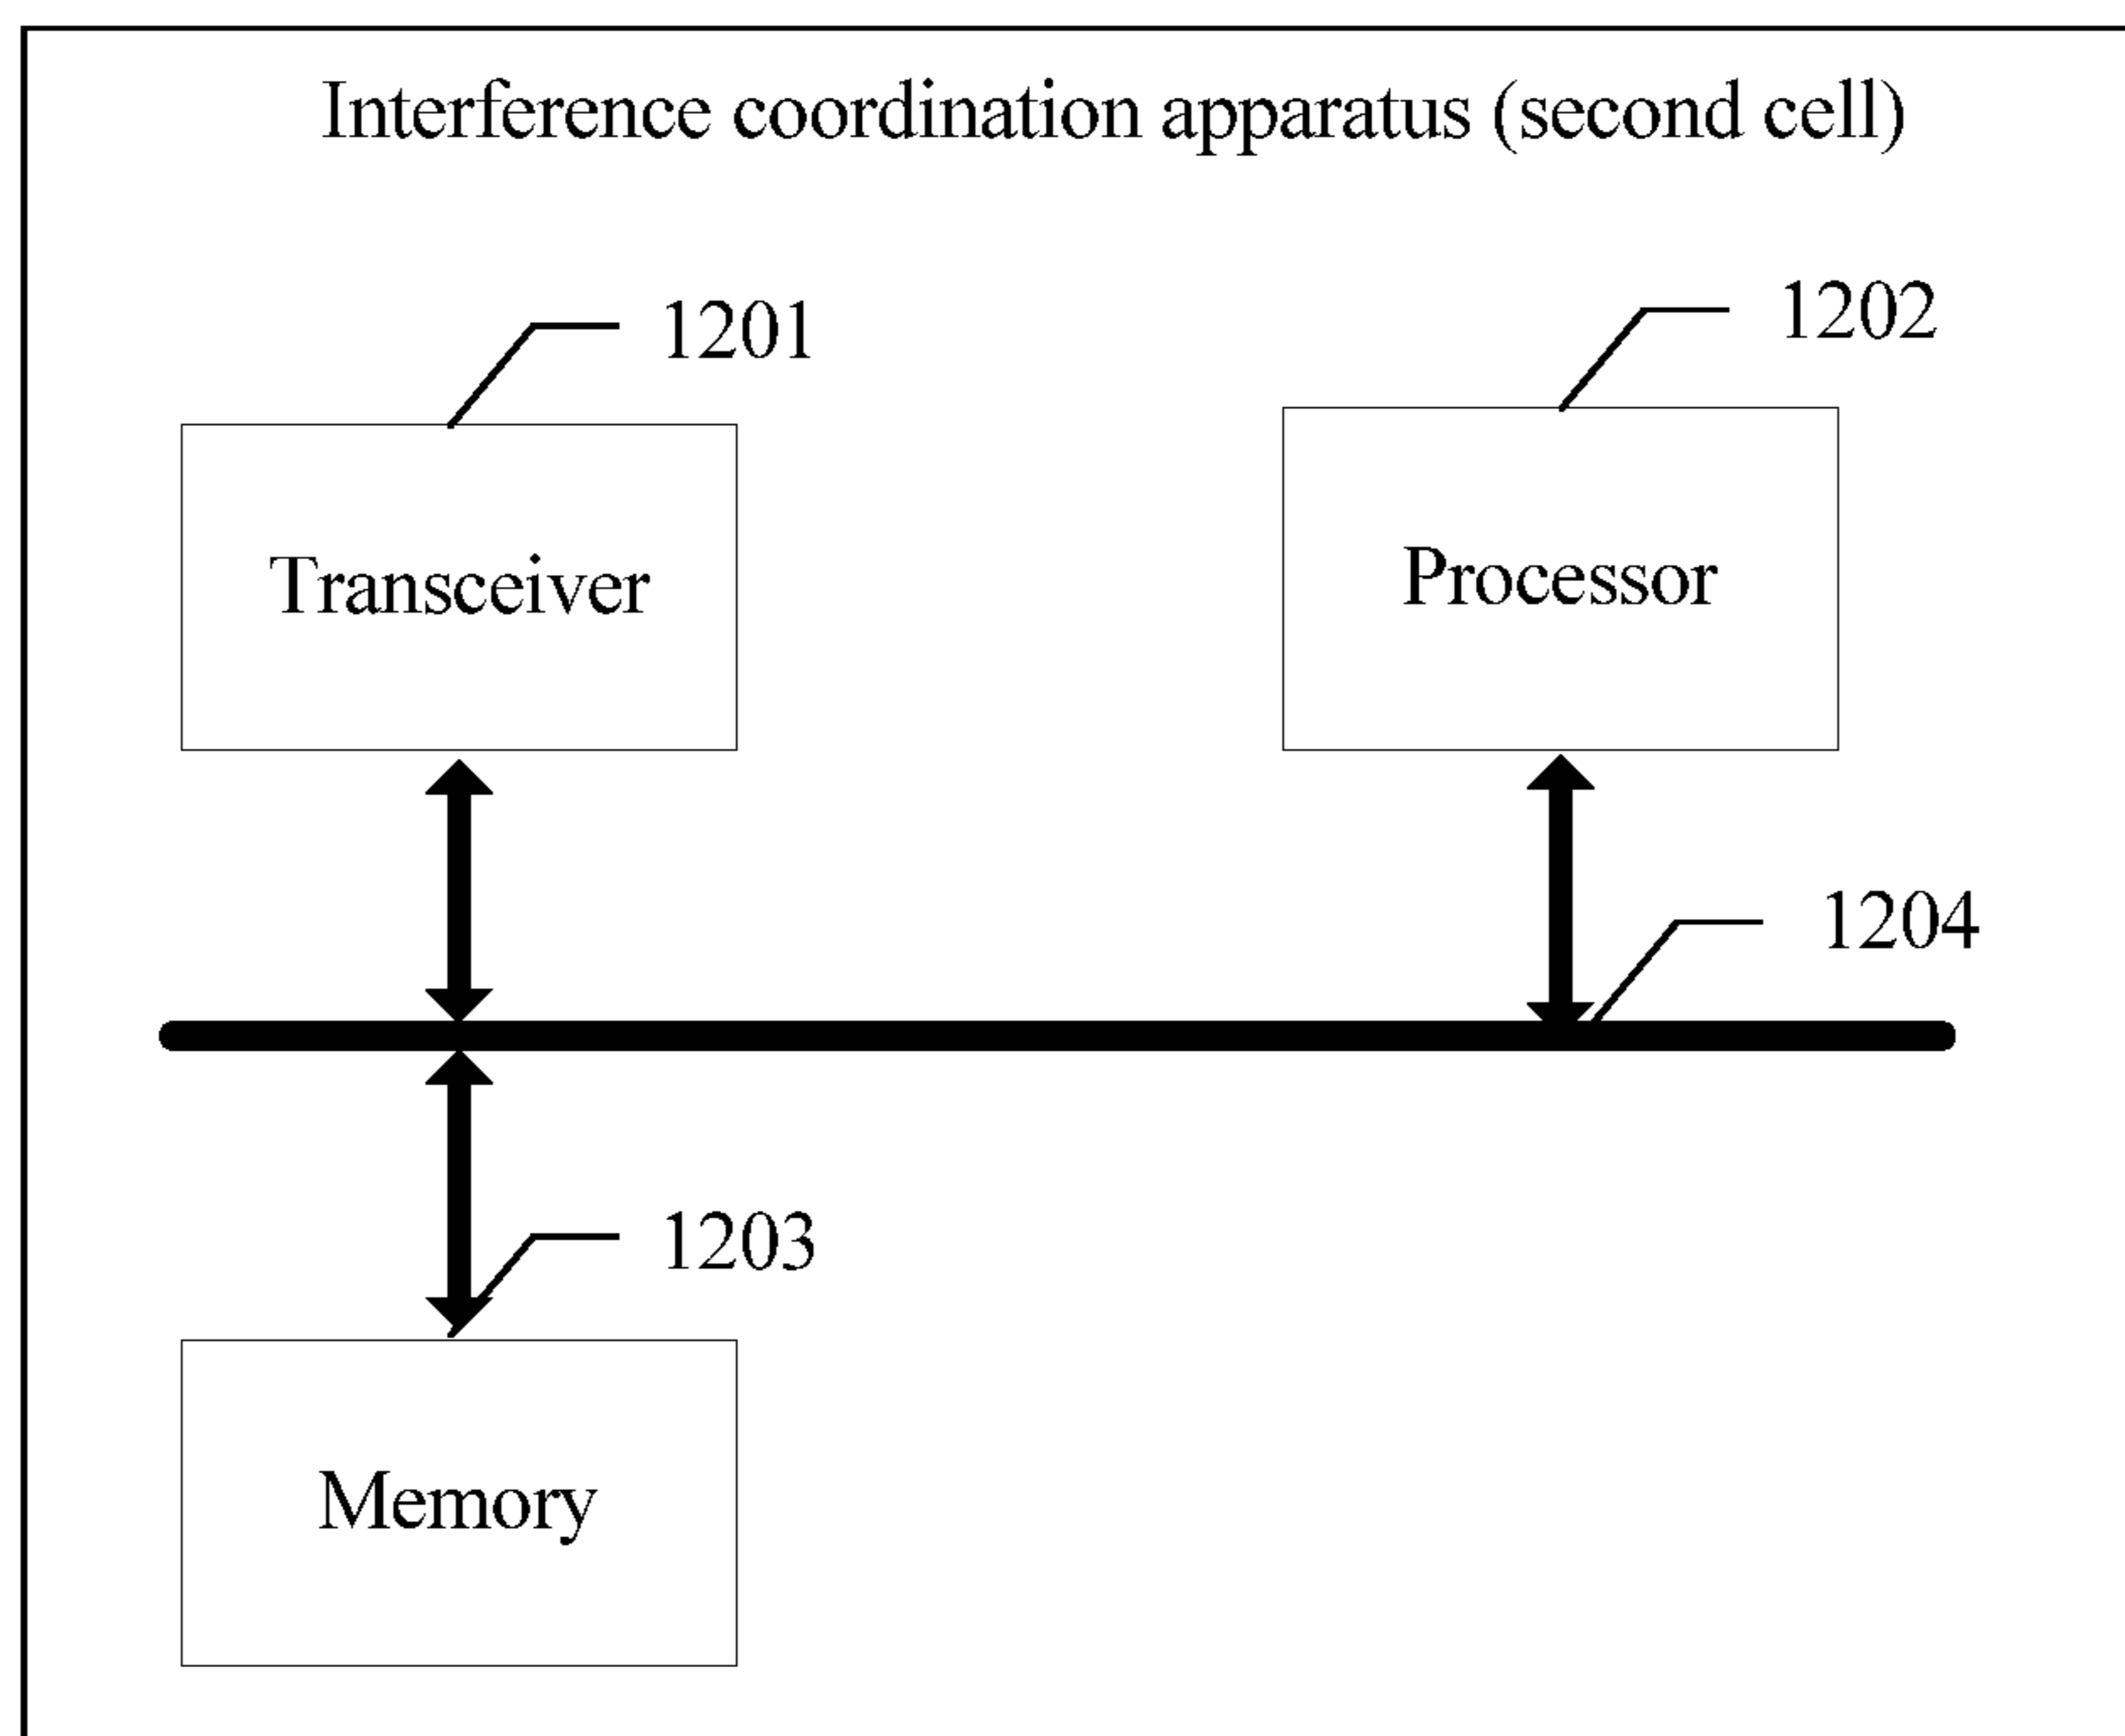 Interference coordination apparatus (second cell)
1201
1202
Transceiver
Processor
1204
1203
Memory